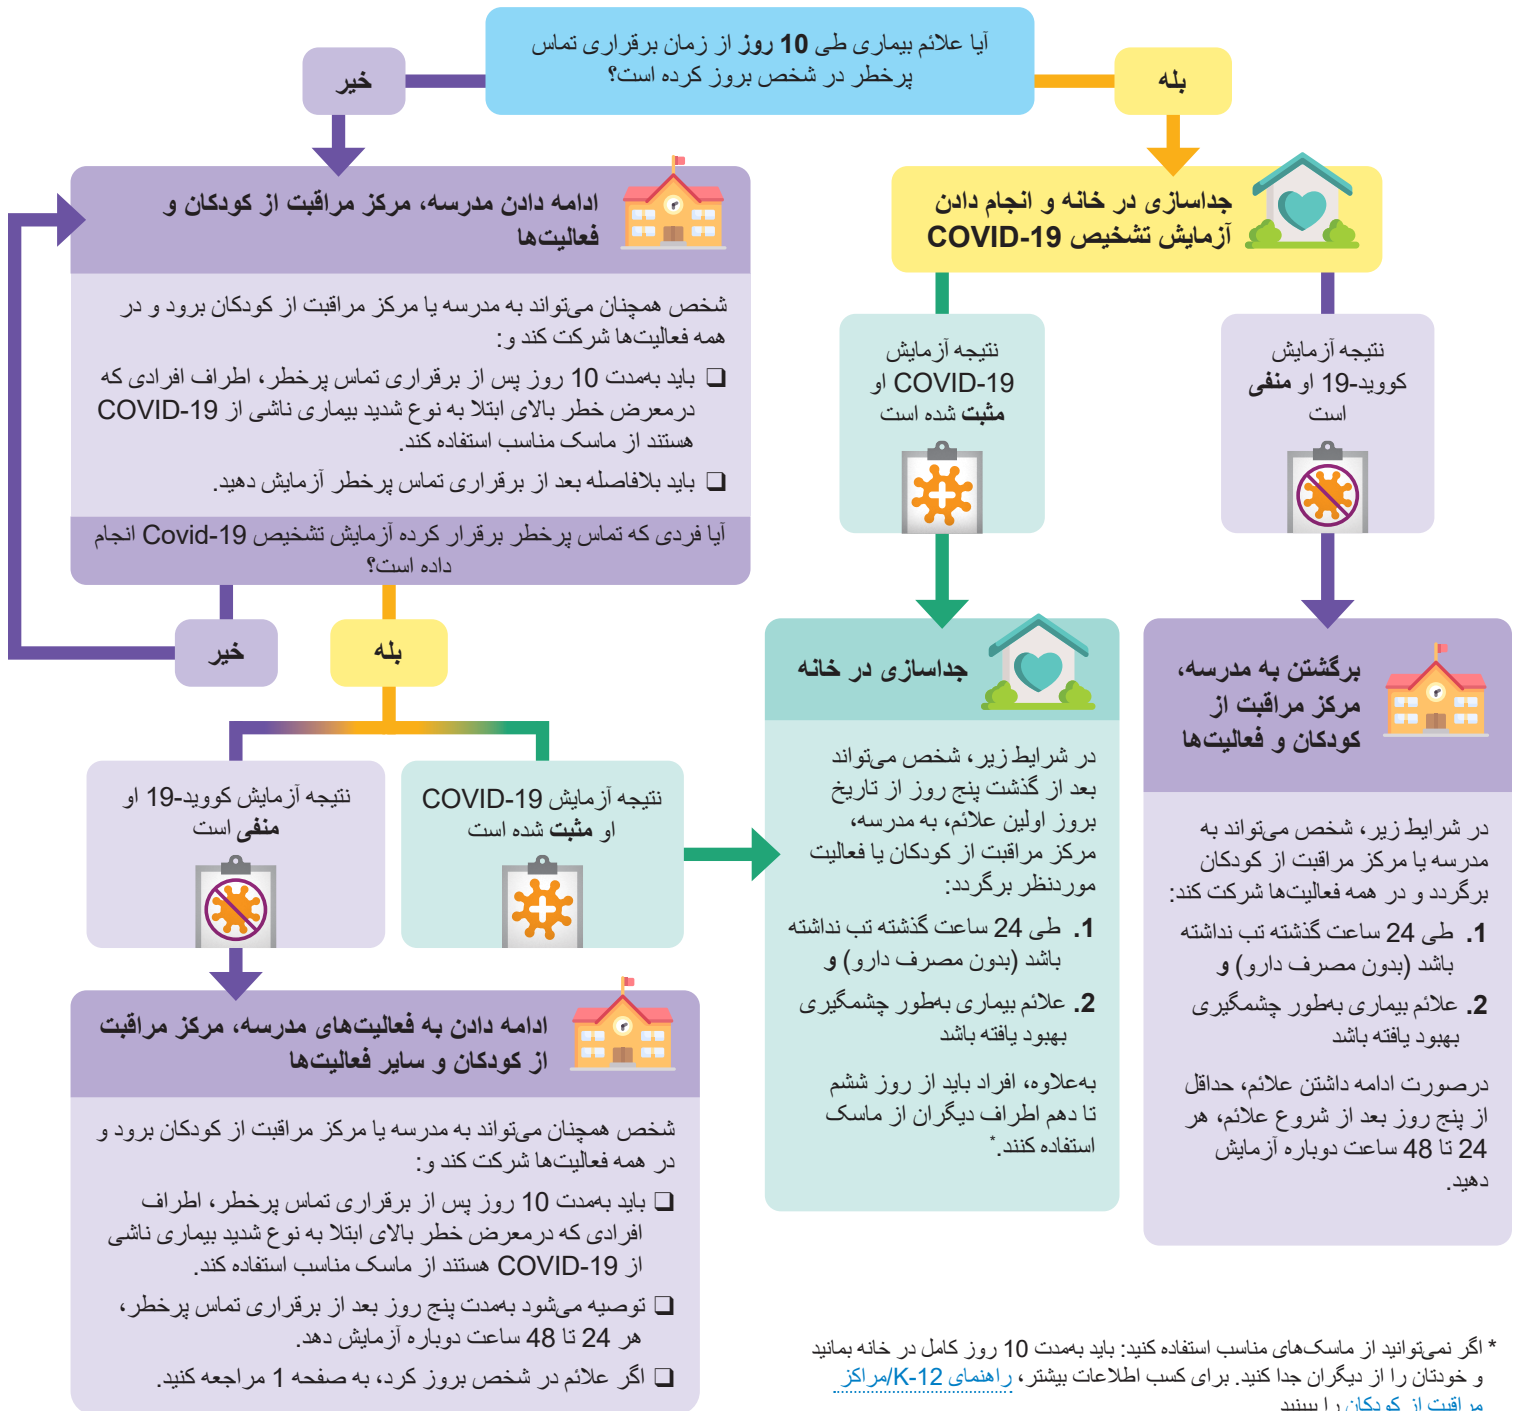 آیا علائم بیماری طی 10 روز از زمان برقراری تماس
پرخطر در شخص بروز کرده است؟
بله
خیر
جداسازی در خانه و انجام دادن
آزمایش تشخیص COVID-19
نتیجه آزمایش
کووید-19 او منفی
است
نتیجه آزمایش
COVID-19 او
مثبت شده است
برگشتن به مدرسه،
مرکز مراقبت از
کودکان و فعالیت‌ها
در شرایط زیر، شخص می‌تواند به
مدرسه یا مرکز مراقبت از کودکان
برگردد و در همه فعالیت‌ها شرکت کند:
1. طی 24 ساعت گذشته تب نداشته
باشد (بدون مصرف دارو) و
2. علائم بیماری به‌طور چشمگیری
بهبود یافته باشد
درصورت ادامه داشتن علائم، حداقل
از پنج روز بعد از شروع علائم، هر
24 تا 48 ساعت دوباره آزمایش
دهید.
جداسازی در خانه
در شرایط زیر، شخص می‌تواند
بعد از گذشت پنج روز از تاریخ
بروز اولین علائم، به مدرسه،
مرکز مراقبت از کودکان یا فعالیت
موردنظر برگردد:
1. طی 24 ساعت گذشته تب نداشته
باشد (بدون مصرف دارو) و
2. علائم بیماری به‌طور چشمگیری
بهبود یافته باشد
به‌علاوه، افراد باید از روز ششم
تا دهم اطراف دیگران از ماسک
استفاده کنند.*
ادامه دادن مدرسه، مرکز مراقبت از کودکان و
فعالیت‌ها
شخص همچنان می‌تواند به مدرسه یا مرکز مراقبت از کودکان برود و در
همه فعالیت‌ها شرکت کند و:
❑ باید به‌مدت 10 روز پس از برقراری تماس پرخطر، اطراف افرادی که
درمعرض خطر بالای ابتلا به نوع شدید بیماری ناشی از COVID-19
هستند از ماسک مناسب استفاده کند.
❑ باید بلافاصله بعد از برقراری تماس پرخطر آزمایش دهید.
آیا فردی که تماس پرخطر برقرار کرده آزمایش تشخیص Covid-19 انجام
داده است؟
بله
خیر
نتیجه آزمایش COVID-19
او مثبت شده است
نتیجه آزمایش کووید-19 او
منفی است
ادامه دادن به فعالیت‌های مدرسه، مرکز مراقبت
از کودکان و سایر فعالیت‌ها
شخص همچنان می‌تواند به مدرسه یا مرکز مراقبت از کودکان برود و
در همه فعالیت‌ها شرکت کند و:
❑ باید به‌مدت 10 روز پس از برقراری تماس پرخطر، اطراف
افرادی که درمعرض خطر بالای ابتلا به نوع شدید بیماری ناشی
از COVID-19 هستند از ماسک مناسب استفاده کند.
❑ توصیه می‌شود به‌مدت پنج روز بعد از برقراری تماس پرخطر،
هر 24 تا 48 ساعت دوباره آزمایش دهد.
❑ اگر علائم در شخص بروز کرد، به صفحه 1 مراجعه کنید.
* اگر نمی‌توانید از ماسک‌های مناسب استفاده کنید: باید به‌مدت 10 روز کامل در خانه بمانید
و خودتان را از دیگران جدا کنید. برای کسب اطلاعات بیشتر، راهنمای K-12/مراکز
مراقبت از کودکان را ببینید